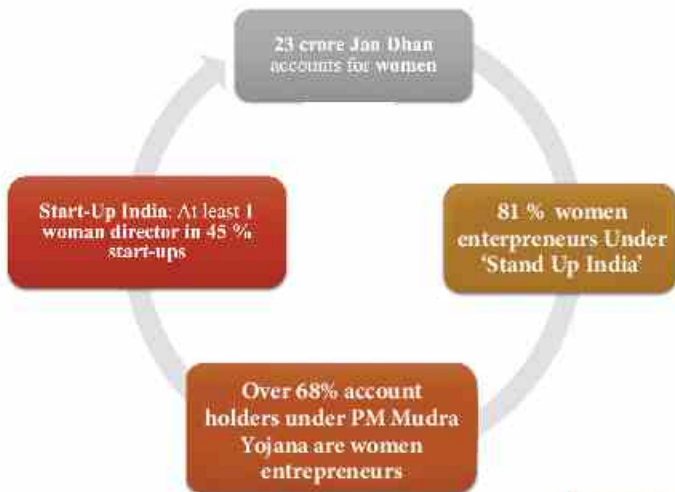 23 crore Jan Dhan
accounts for women
81 % women
enterpreneurs Under
‘Stand Up India’
Over 68% account
holders under PM Mudra
Yojana are women
entrepreneurs
Start-Up India: At least 1
woman director in 45 %
start-ups